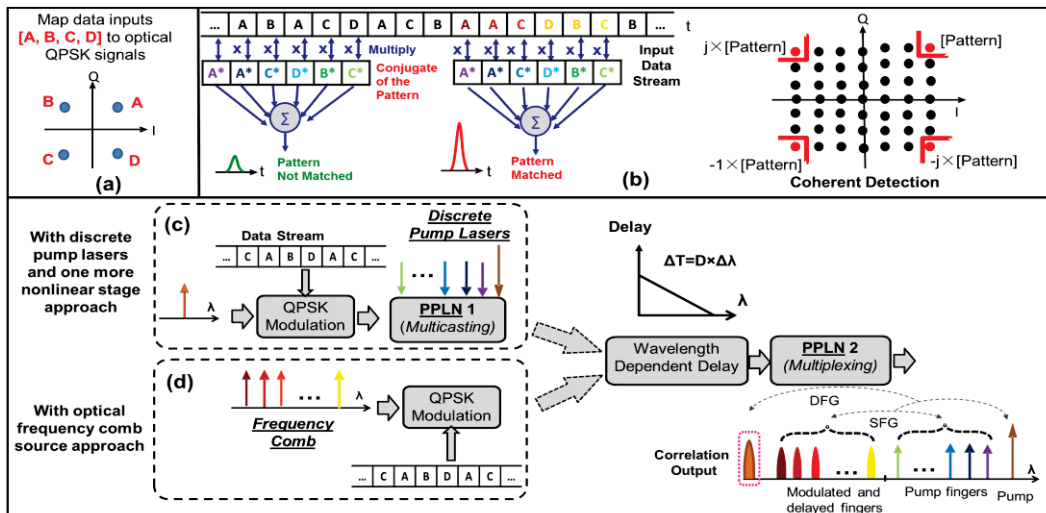 Map data inputs
[A, B, C, D] to optical
QPSK signals
Q
B A
I
C D
(a)
... A B A C D A C B A A C D B C B ... t
x x x x x x Multiply x x x x x x Input
Data
Stream
A* A* C* D* B* C* Conjugate
of the
Pattern
A* A* C* D* B* C*
Σ Σ
t Pattern
Not Matched
t Pattern
Matched
(b)
Q
j×[Pattern] [Pattern]
I
-1×[Pattern] -j×[Pattern]
Coherent Detection
With discrete
pump lasers
and one more
nonlinear stage
approach
(c)
Data Stream
... C A B D A C ...
Discrete
Pump Lasers
...
λ
QPSK
Modulation
PPLN 1
(Multicasting)
Delay
ΔT=D×Δλ
λ
Wavelength
Dependent Delay
PPLN 2
(Multiplexing)
With optical
frequency comb
source approach
(d)
... λ
Frequency
Comb
QPSK
Modulation
... C A B D A C ...
DFG
SFG
Correlation
Output
... ... λ
Modulated and
delayed fingers
Pump fingers
Pump